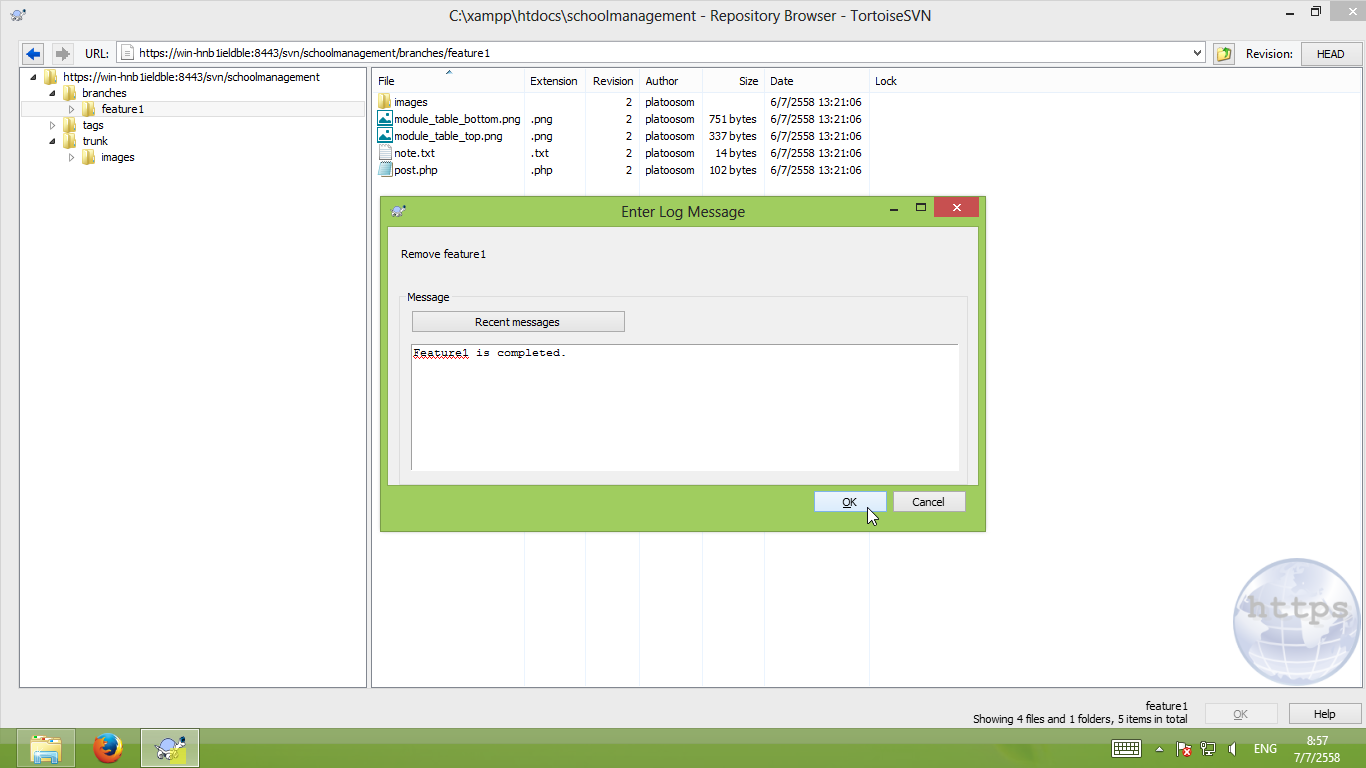 C:\xampp\htdocs\schoolmanagement - Repository Browser - TortoiseSVN
URL: https://win-hnb1ieldble:8443/svn/schoolmanagement/branches/feature1 Revision: HEAD
https://win-hnb1ieldble:8443/svn/schoolmanagement
branches
feature1
tags
trunk
images
File Extension Revision Author Size Date Lock
images 2 platoosom 6/7/2558 13:21:06
module_table_bottom.png .png 2 platoosom 751 bytes 6/7/2558 13:21:06
module_table_top.png .png 2 platoosom 337 bytes 6/7/2558 13:21:06
note.txt .txt 2 platoosom 14 bytes 6/7/2558 13:21:06
post.php .php 2 platoosom 102 bytes 6/7/2558 13:21:06
Enter Log Message
Remove feature1
Message
Recent messages
Feature1 is completed.
OK Cancel
https
feature1
Showing 4 files and 1 folders, 5 items in total
OK Help
ENG
8:57
7/7/2558